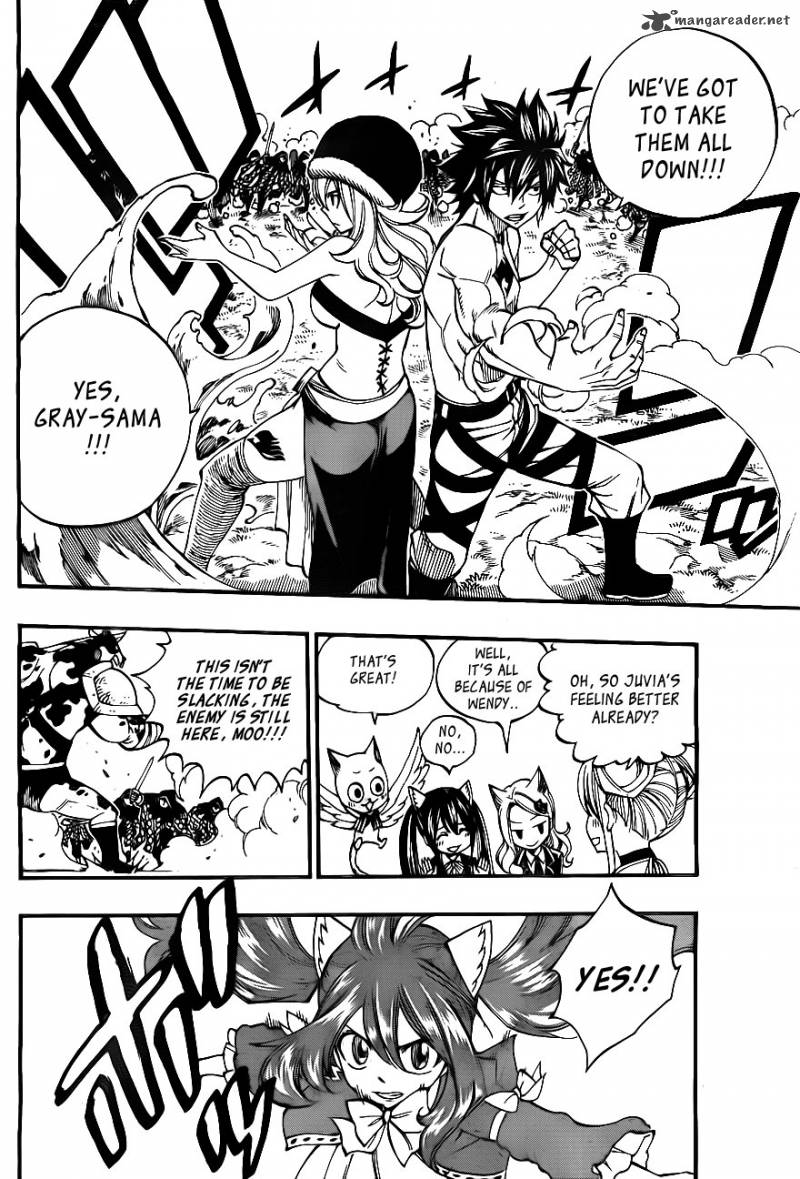 mangareader.net
WE'VE GOT
TO TAKE
THEM ALL
DOWN!!!
YES,
GRAY-SAMA
!!!
OH, SO JUVIA'S
FEELING BETTER
ALREADY?
WELL,
IT'S ALL
BECAUSE OF
WENDY..
NO,
NO...
THAT'S
GREAT!
THIS ISN'T
THE TIME TO BE
SLACKING, THE
ENEMY IS STILL
HERE, MOO!!!
YES!!